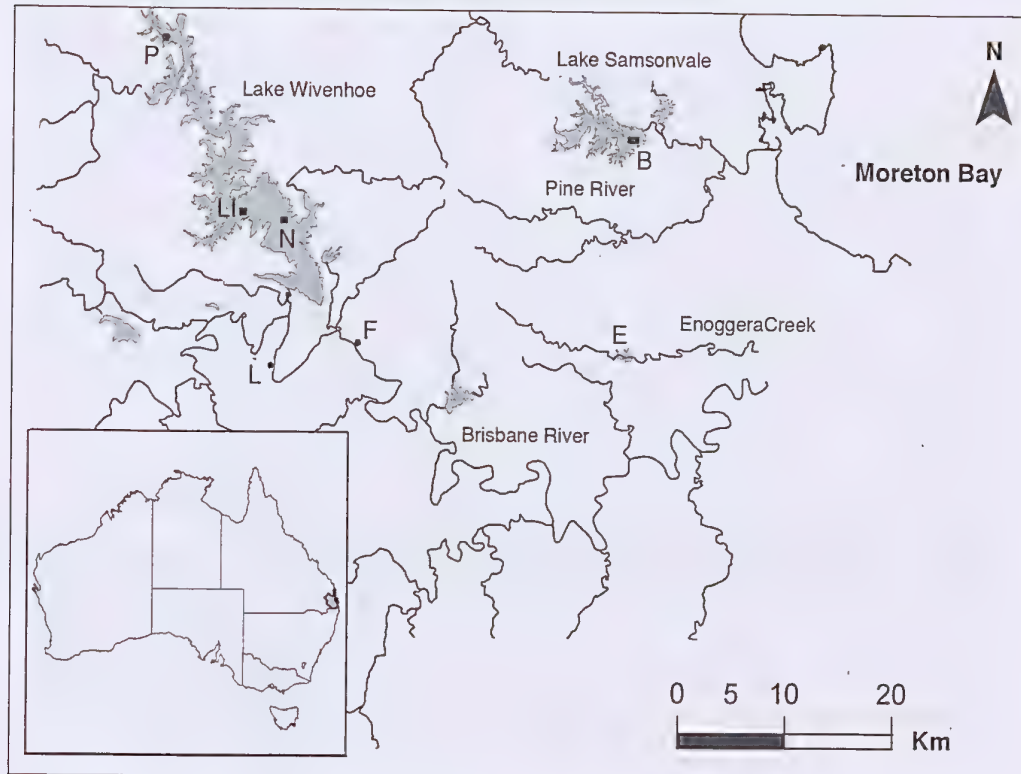 P
Lake Wivenhoe
Lake Samsonvale
N
B
Moreton Bay
Pine River
LI
N
F
E
EnoggeraCreek
L
Brisbane River
0 5 10 20
Km